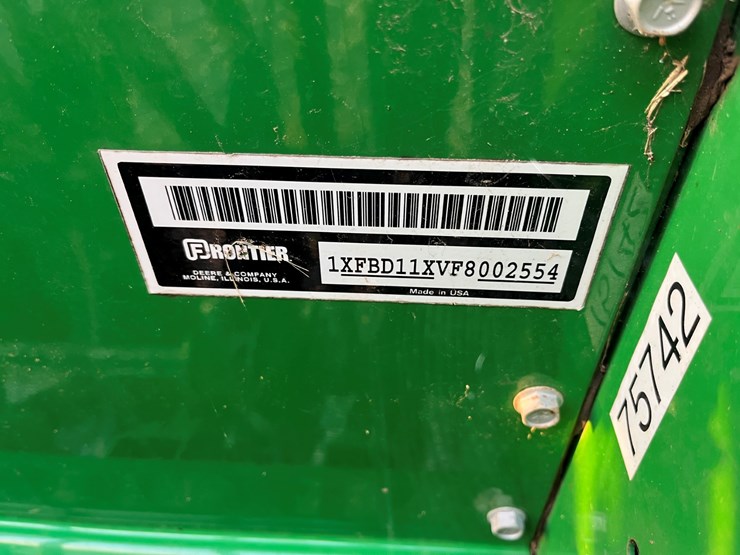 FRONTIER
DEERE & COMPANY
MOLINE, ILLINOIS, U.S.A.
1XFBD11XVF8002554
Made in USA
75742